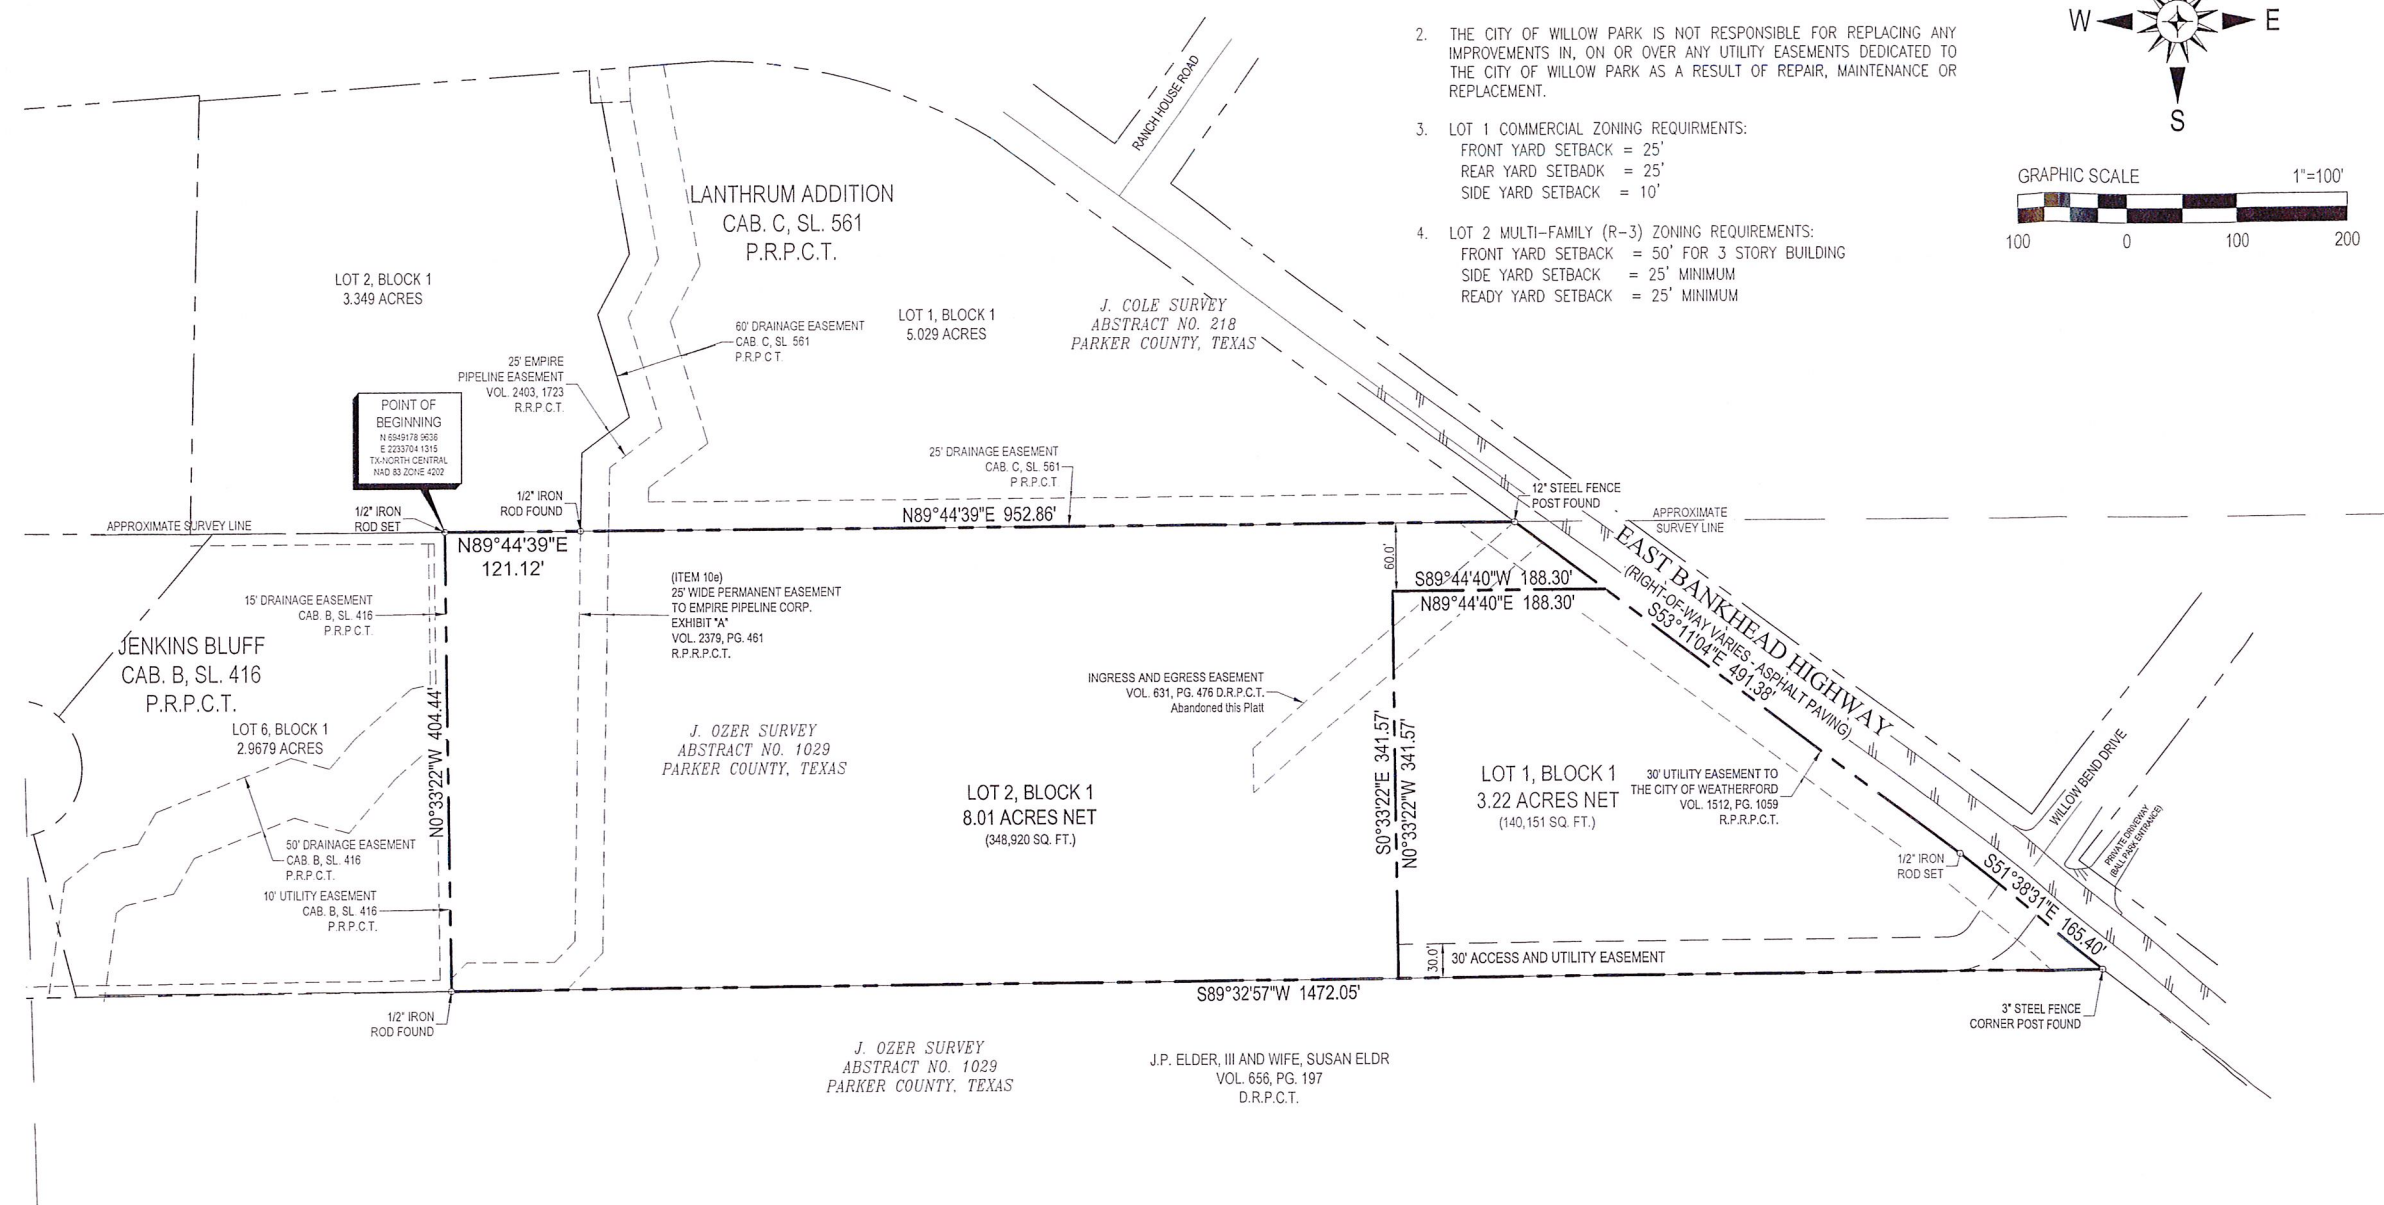 W E
S
2. THE CITY OF WILLOW PARK IS NOT RESPONSIBLE FOR REPLACING ANY
IMPROVEMENTS IN, ON OR OVER ANY UTILITY EASEMENTS DEDICATED TO
THE CITY OF WILLOW PARK AS A RESULT OF REPAIR, MAINTENANCE OR
REPLACEMENT.
3. LOT 1 COMMERCIAL ZONING REQUIRMENTS:
FRONT YARD SETBACK = 25'
REAR YARD SETBADK = 25'
SIDE YARD SETBACK = 10'
4. LOT 2 MULTI-FAMILY (R-3) ZONING REQUIREMENTS:
FRONT YARD SETBACK = 50' FOR 3 STORY BUILDING
SIDE YARD SETBACK = 25' MINIMUM
READY YARD SETBACK = 25' MINIMUM
GRAPHIC SCALE 1"=100'
100 0 100 200
RANCH HOUSE ROAD
LANTHRUM ADDITION
CAB. C, SL. 561
P.R.P.C.T.
LOT 2, BLOCK 1
3.349 ACRES
LOT 1, BLOCK 1
5.029 ACRES
J. COLE SURVEY
ABSTRACT NO. 218
PARKER COUNTY, TEXAS
60' DRAINAGE EASEMENT
CAB. C, SL 561
P.R.P C T.
25' EMPIRE
PIPELINE EASEMENT
VOL. 2403, 1723
R.R.P.C.T.
POINT OF
BEGINNING
N 6949178 9636
E 2233704 1315
TX-NORTH CENTRAL
NAD 83 ZONE 4202
25' DRAINAGE EASEMENT
CAB. C, SL. 561
P.R.P.C.T.
1/2" IRON
ROD FOUND
1/2" IRON
ROD SET
APPROXIMATE SURVEY LINE
12" STEEL FENCE
POST FOUND
APPROXIMATE
SURVEY LINE
N89°44'39"E 952.86'
N89°44'39"E
121.12'
60.0'
S89°44'40"W 188.30'
N89°44'40"E 188.30'
EAST BANKHEAD HIGHWAY
(RIGHT-OF-WAY VARIES - ASPHALT PAVING)
S53°11'04"E 491.38'
(ITEM 10e)
25' WIDE PERMANENT EASEMENT
TO EMPIRE PIPELINE CORP.
EXHIBIT "A"
VOL. 2379, PG. 461
R.P.R.P.C.T.
15' DRAINAGE EASEMENT
CAB. B, SL. 416
P.R.P.C.T.
JENKINS BLUFF
CAB. B, SL. 416
P.R.P.C.T.
LOT 6, BLOCK 1
2.9679 ACRES
N0°33'22"W 404.44'
INGRESS AND EGRESS EASEMENT
VOL. 631, PG. 476 D.R.P.C.T.
Abandoned this Platt
J. OZER SURVEY
ABSTRACT NO. 1029
PARKER COUNTY, TEXAS
S0°33'22"E 341.57'
N0°33'22"W 341.57'
LOT 2, BLOCK 1
8.01 ACRES NET
(348,920 SQ. FT.)
LOT 1, BLOCK 1
3.22 ACRES NET
(140,151 SQ. FT.)
30' UTILITY EASEMENT TO
THE CITY OF WEATHERFORD
VOL. 1512, PG. 1059
R.P.R.P.C.T.
WILLOW BEND DRIVE
PRIVATE DRIVEWAY
(BALL PARK ENTRANCE)
1/2" IRON
ROD SET
S51°38'31"E 165.40'
50' DRAINAGE EASEMENT
CAB. B, SL. 416
P.R.P.C.T.
10' UTILITY EASEMENT
CAB. B, SL. 416
P.R.P.C.T.
30.0'
30' ACCESS AND UTILITY EASEMENT
S89°32'57"W 1472.05'
1/2" IRON
ROD FOUND
3" STEEL FENCE
CORNER POST FOUND
J. OZER SURVEY
ABSTRACT NO. 1029
PARKER COUNTY, TEXAS
J.P. ELDER, III AND WIFE, SUSAN ELDR
VOL. 656, PG. 197
D.R.P.C.T.